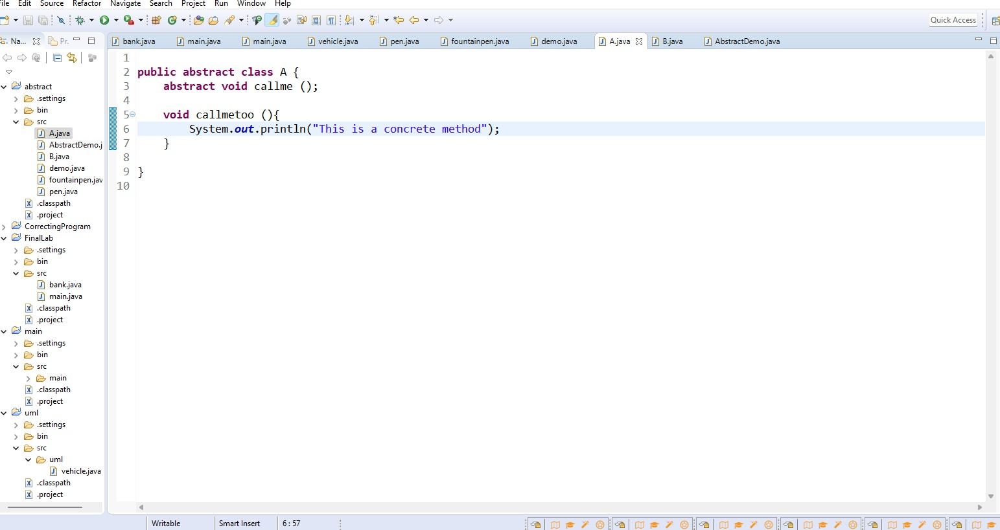 File Edit Source Refactor Navigate Search Project Run Window Help
Quick Access
Na... Pr.
bank.java main.java main.java vehicle.java pen.java fountainpen.java demo.java A.java B.java AbstractDemo.java
abstract
.settings
bin
src
A.java
AbstractDemo.j
B.java
demo.java
fountainpen.jav
pen.java
.classpath
.project
CorrectingProgram
FinalLab
.settings
bin
src
bank.java
main.java
.classpath
.project
main
.settings
bin
src
main
.classpath
.project
uml
.settings
bin
src
uml
vehicle.java
.classpath
.project
1
2 public abstract class A {
3 abstract void callme ();
4
5 void callmetoo (){
6 System.out.println("This is a concrete method");
7 }
8
9 }
10
Writable Smart Insert 6 : 57